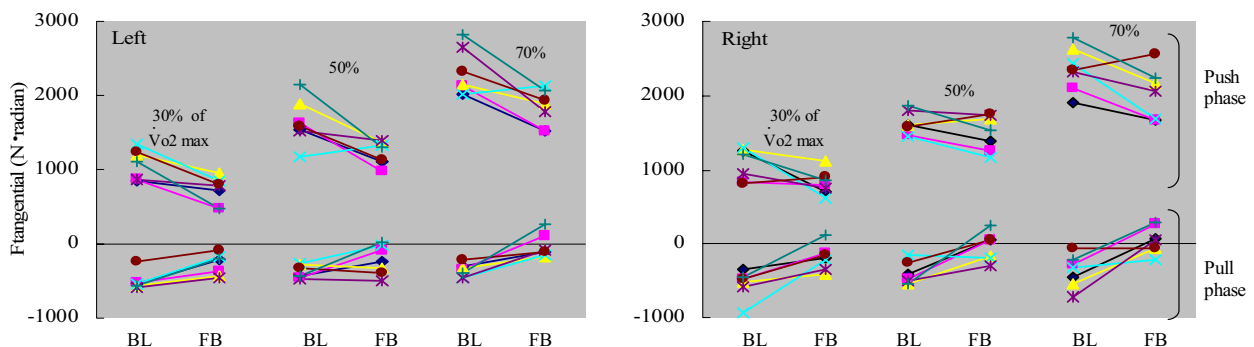 Ftangential (N•radian)
3000
2000
1000
0
-1000
Left
30% of
V̇o2 max
50%
70%
BL FB BL FB BL FB
3000
2000
1000
0
-1000
Right
30% of
V̇o2 max
50%
70%
BL FB BL FB BL FB
Push
phase
Pull
phase